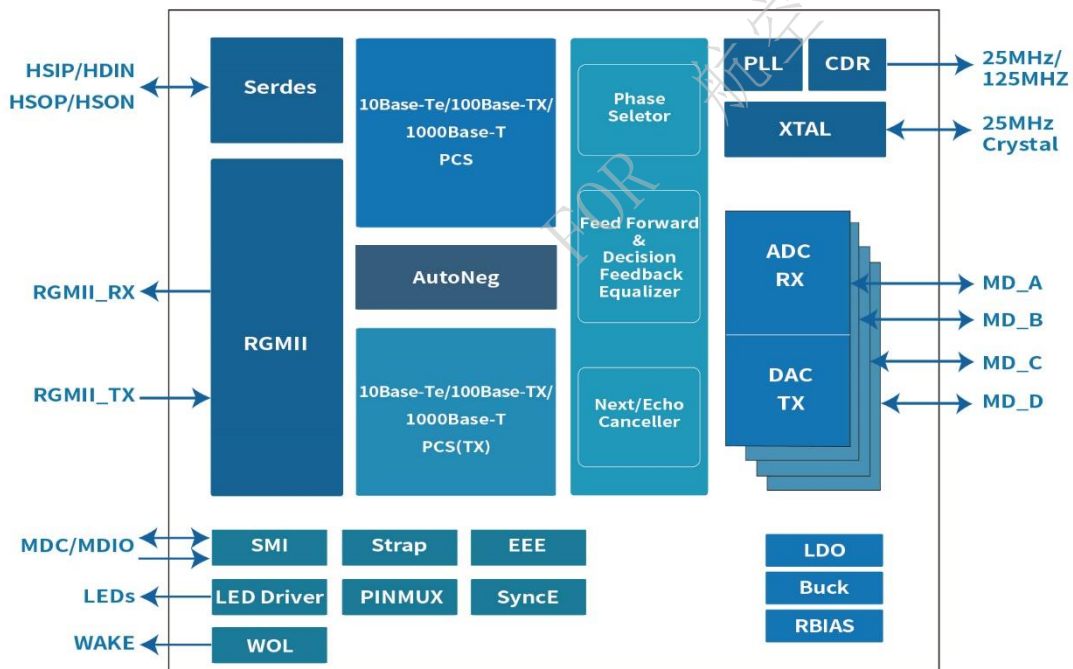 HSIP/HDIN
HSOP/HSON
Serdes
10Base-Te/100Base-TX/
1000Base-T
PCS
Phase
Seletor
PLL
CDR
25MHz/
125MHZ
XTAL
25MHz
Crystal
航空
FOR
Feed Forward
&
Decision
Feedback
Equalizer
AutoNeg
ADC
RX
MD_A
MD_B
MD_C
MD_D
RGMII_RX
RGMII
RGMII_TX
10Base-Te/100Base-TX/
1000Base-T
PCS(TX)
Next/Echo
Canceller
DAC
TX
MDC/MDIO
SMI
Strap
EEE
LDO
LEDs
LED Driver
PINMUX
SyncE
Buck
WAKE
WOL
RBIAS